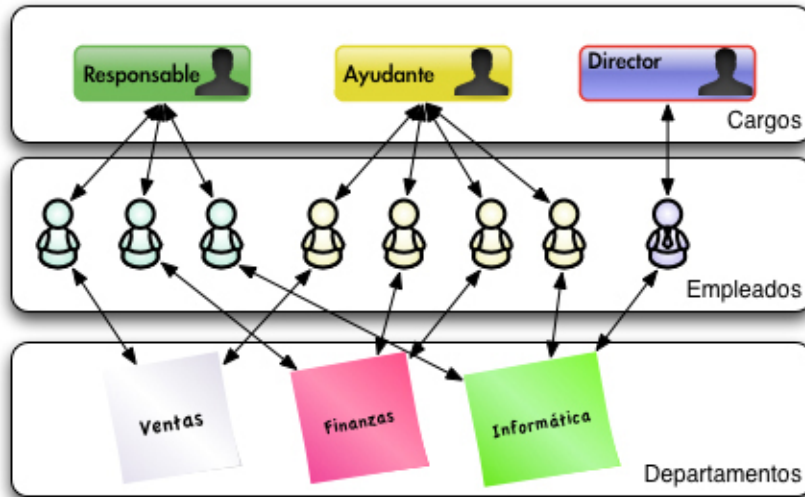 Responsable
Ayudante
Director
Cargos
Empleados
Ventas
Finanzas
Informática
Departamentos